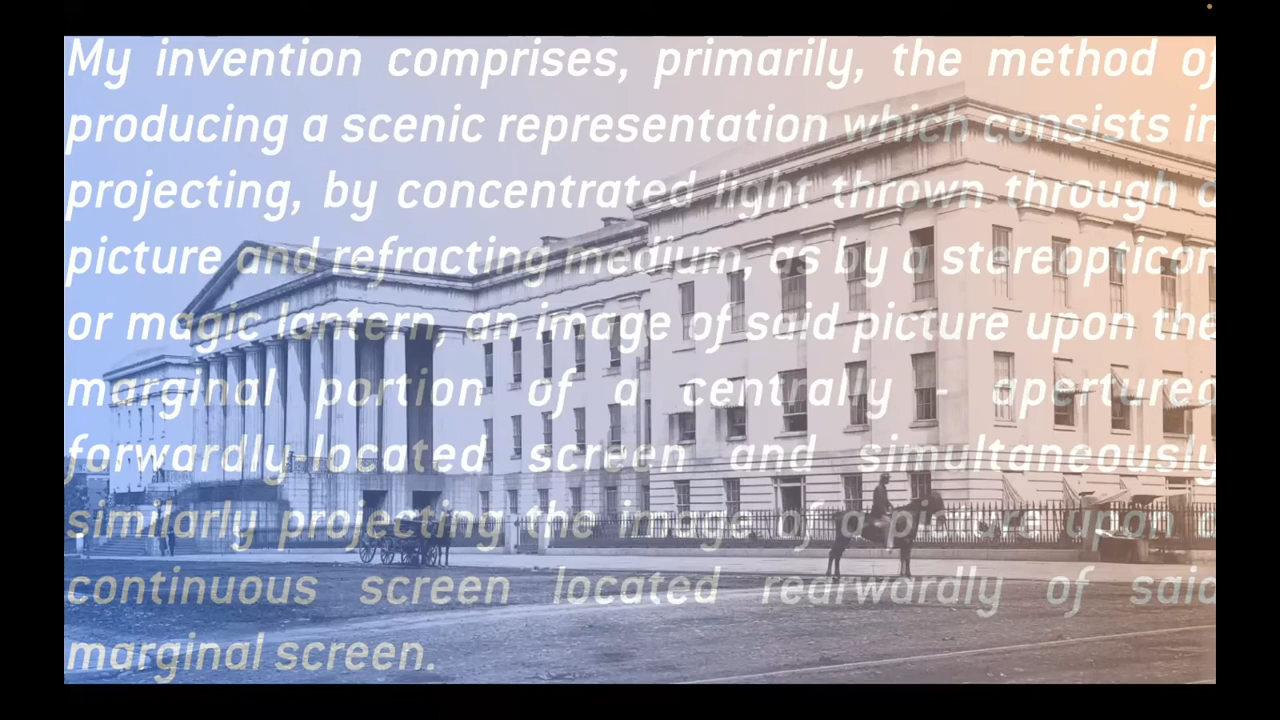 My invention comprises, primarily, the method of
producing a scenic representation which consists in
projecting, by concentrated light thrown through a
picture and refracting medium, as by a stereopticon
or magic lantern, an image of said picture upon the
marginal portion of a centrally - apertured
forwardly-located screen and simultaneously
similarly projecting the image of a picture upon a
continuous screen located rearwardly of said
marginal screen.